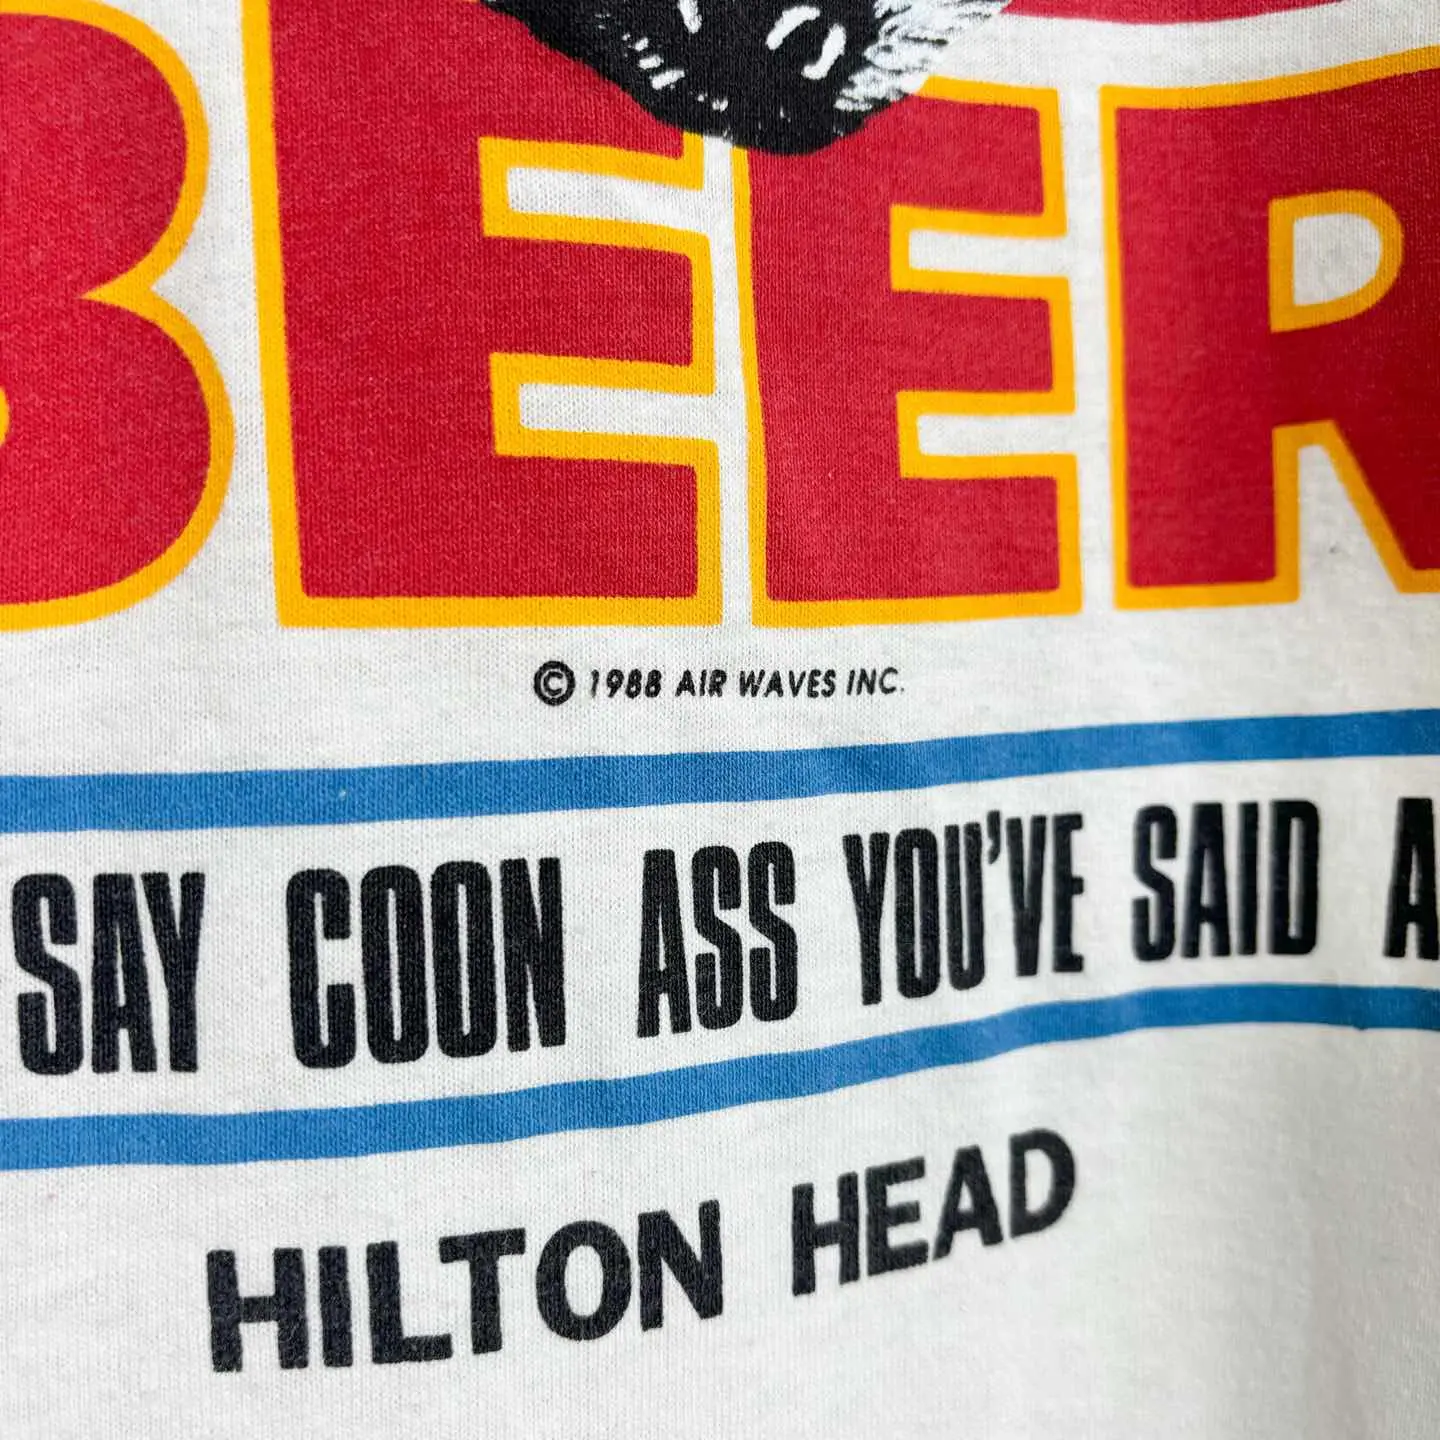 BEER
© 1988 AIR WAVES INC.
SAY COON ASS YOU'VE SAID A
HILTON HEAD